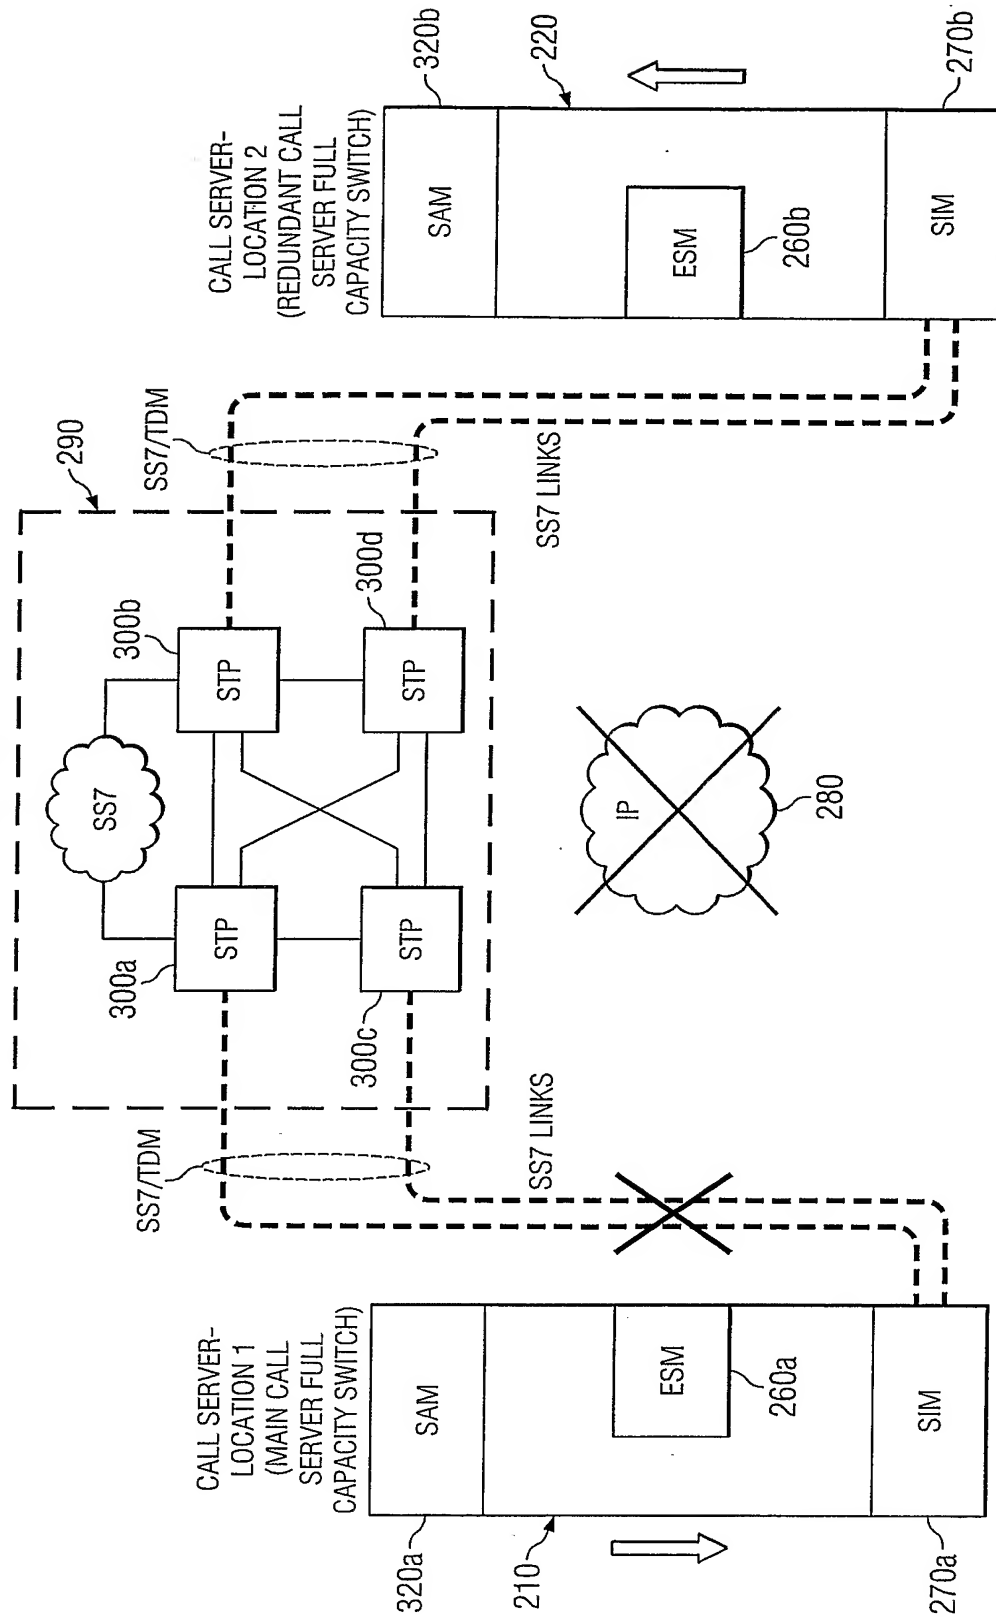 CALL SERVER-
LOCATION 1
(MAIN CALL
SERVER FULL
CAPACITY SWITCH)
320a
SAM
210
ESM
260a
SIM
270a
SS7/TDM
SS7 LINKS
290
SS7
300a
STP
300b
STP
300c
STP
300d
STP
IP
280
SS7/TDM
SS7 LINKS
CALL SERVER-
LOCATION 2
(REDUNDANT CALL
SERVER FULL
CAPACITY SWITCH)
320b
SAM
220
ESM
260b
SIM
270b